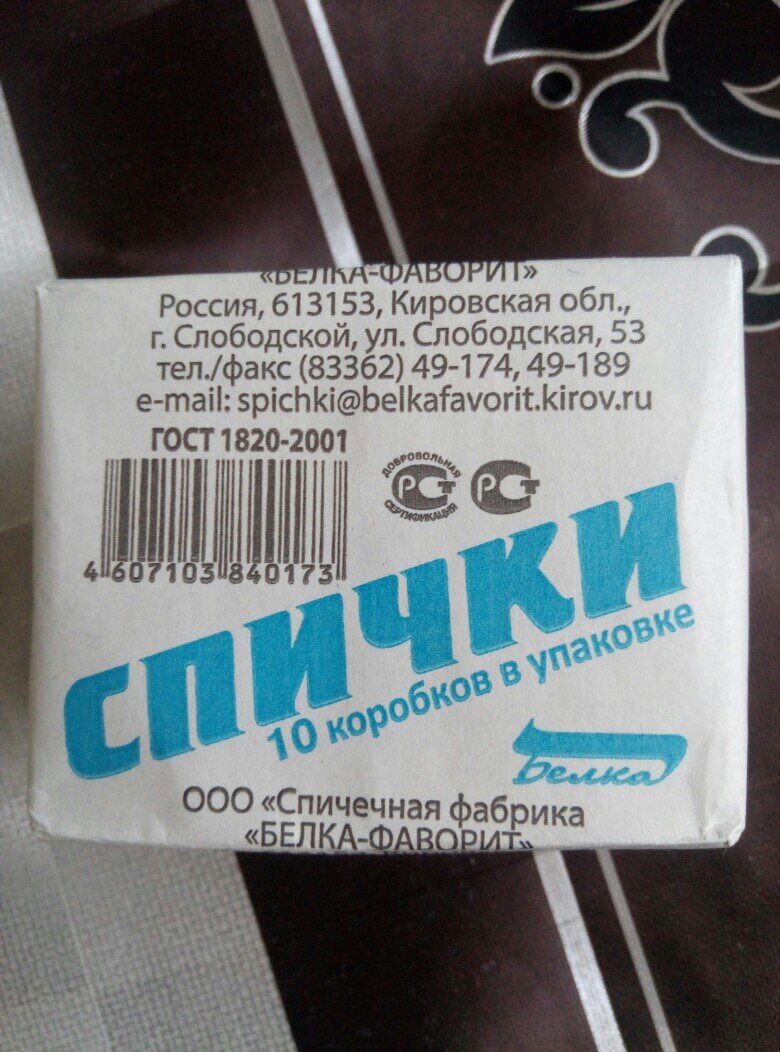 «БЕЛКА-ФАВОРИТ»
Россия, 613153, Кировская обл.,
г. Слободской, ул. Слободская, 53
тел./факс (83362) 49-174, 49-189
e-mail: spichki@belkafavorit.kirov.ru
ГОСТ 1820-2001
ДОБРОВОЛЬНАЯ
РСТ
СЕРТИФИКАЦИЯ
РСТ
4 607103 840173
СПИЧКИ
10 коробков в упаковке
Белка
ООО «Спичечная фабрика
«БЕЛКА-ФАВОРИТ»